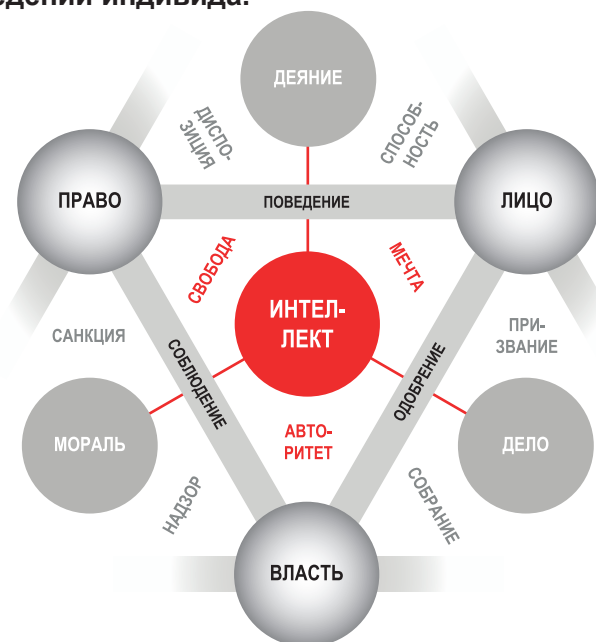 ведении индивида.
ДЕЯНИЕ
ДИСПО-
ЗИЦИЯ
СПОСОБ-
НОСТЬ
ПРАВО
ПОВЕДЕНИЕ
ЛИЦО
СВОБОДА
МЕЧТА
ИНТЕЛ-
ЛЕКТ
САНКЦИЯ
СОБЛЮДЕНИЕ
ОДОБРЕНИЕ
ПРИ-
ЗВАНИЕ
МОРАЛЬ
АВТО-
РИТЕТ
ДЕЛО
НАДЗОР
СОБРАНИЕ
ВЛАСТЬ